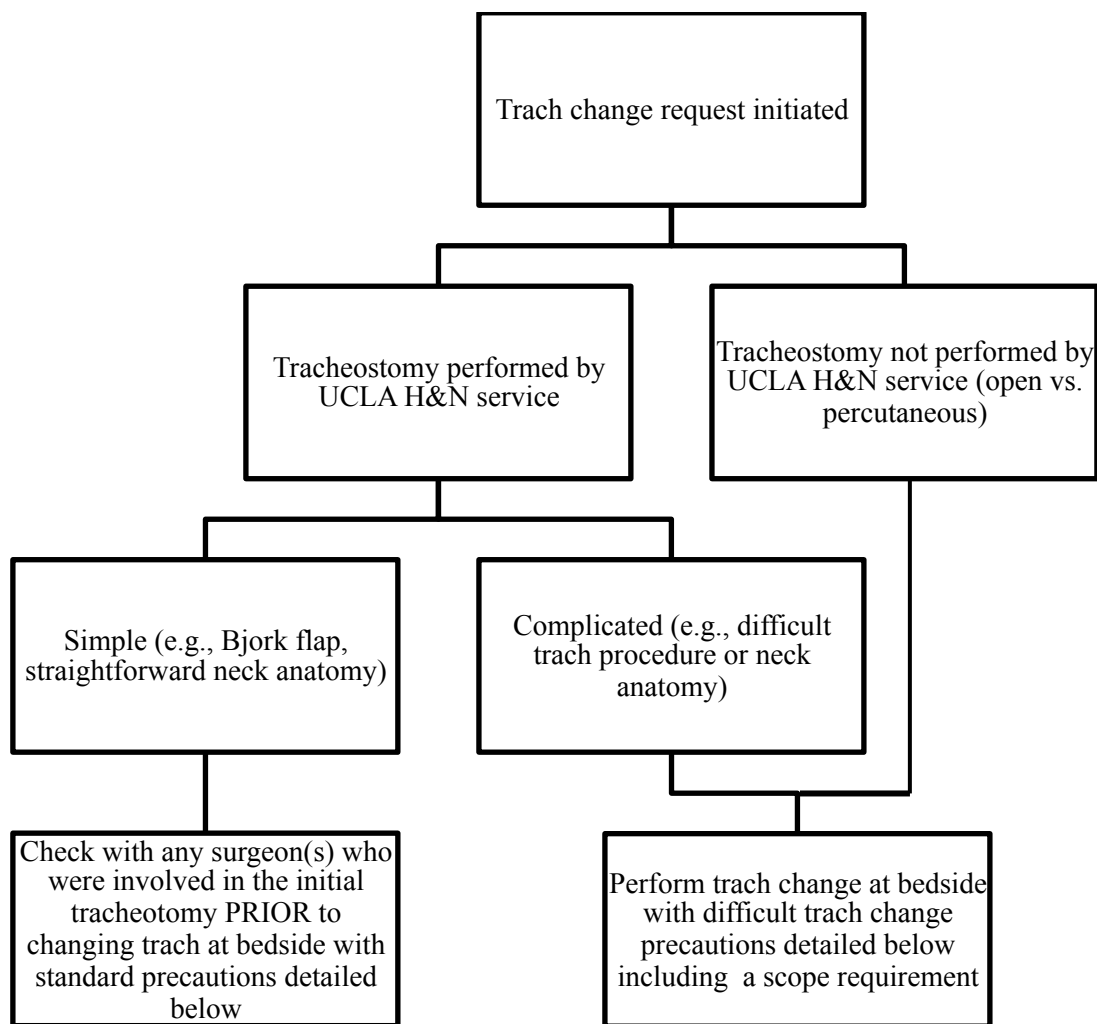 Trach change request initiated
Tracheostomy performed by
UCLA H&N service
Tracheostomy not performed by
UCLA H&N service (open vs.
percutaneous)
Simple (e.g., Bjork flap,
straightforward neck anatomy)
Complicated (e.g., difficult
trach procedure or neck
anatomy)
Check with any surgeon(s) who
were involved in the initial
tracheotomy PRIOR to
changing trach at bedside with
standard precautions detailed
below
Perform trach change at bedside
with difficult trach change
precautions detailed below
including a scope requirement